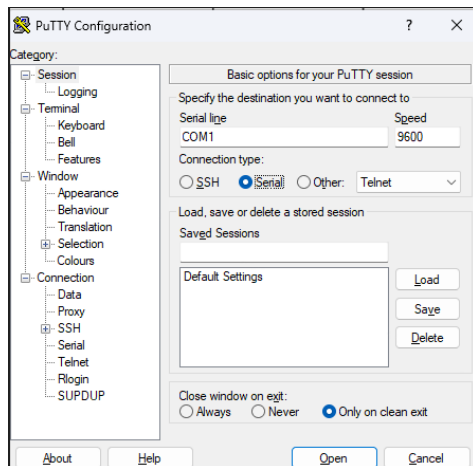 PuTTY Configuration
?
Category:
Session
Logging
Terminal
Keyboard
Bell
Features
Window
Appearance
Behaviour
Translation
Selection
Colours
Connection
Data
Proxy
SSH
Serial
Telnet
Rlogin
SUPDUP
Basic options for your PuTTY session
Specify the destination you want to connect to
Serial line Speed
COM1 9600
Connection type:
SSH Serial Other: Telnet
Load, save or delete a stored session
Saved Sessions
Default Settings
Load
Save
Delete
Close window on exit:
Always Never Only on clean exit
About Help Open Cancel